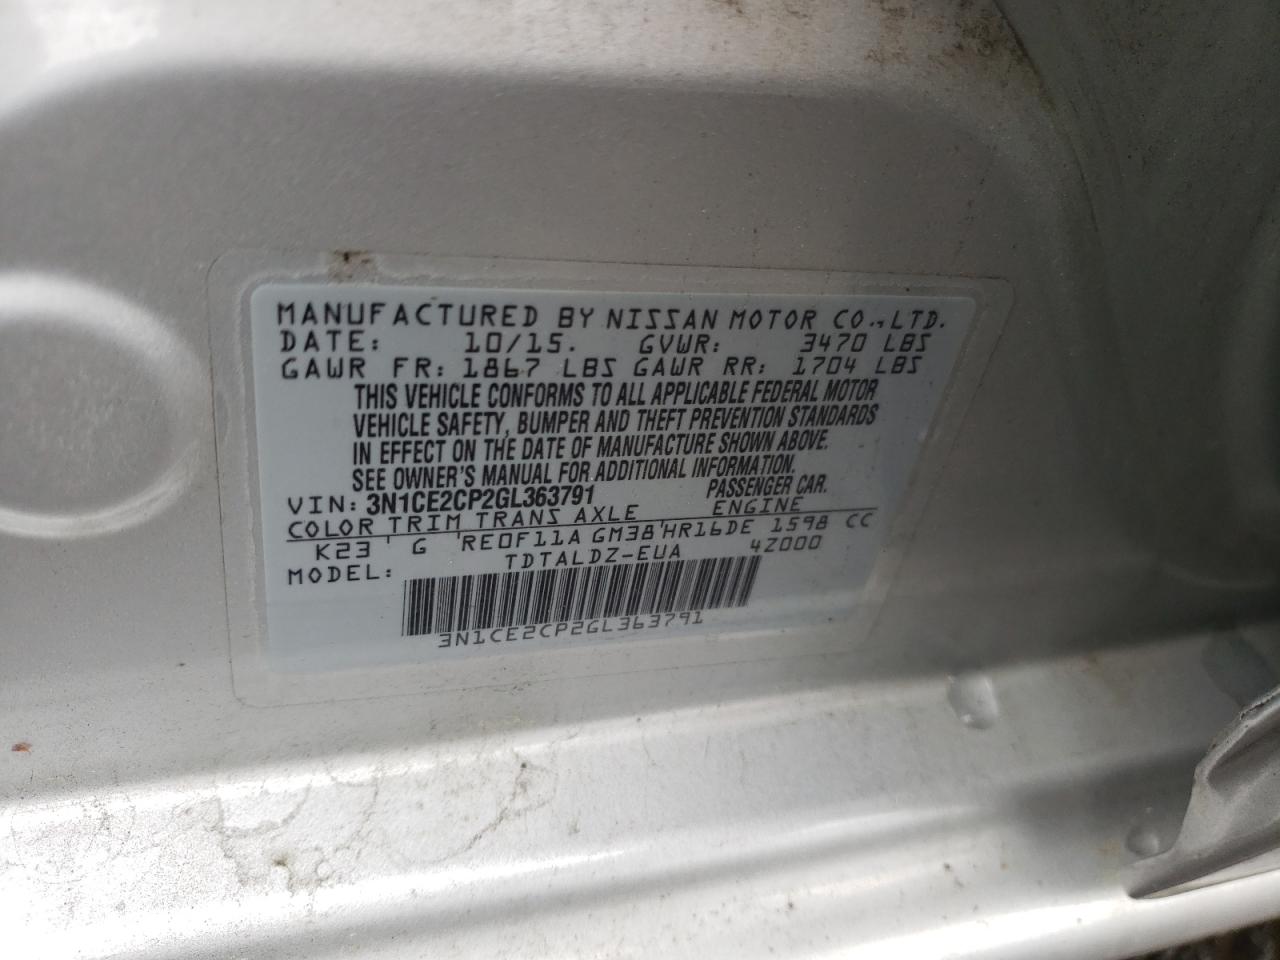 MANUFACTURED BY NISSAN MOTOR CO., LTD.
DATE: 10/15. GVWR: 3470 LBS
GAWR FR: 1867 LBS GAWR RR: 1704 LBS
THIS VEHICLE CONFORMS TO ALL APPLICABLE FEDERAL MOTOR
VEHICLE SAFETY, BUMPER AND THEFT PREVENTION STANDARDS
IN EFFECT ON THE DATE OF MANUFACTURE SHOWN ABOVE.
SEE OWNER'S MANUAL FOR ADDITIONAL INFORMATION.
VIN: 3N1CE2CP2GL363791 PASSENGER CAR.
COLOR TRIM TRANS AXLE ENGINE
K23 ' G 'RE0F11A GM38'HR16DE 1598 CC
MODEL: TDTALDZ-EUA 4Z000
3N1CE2CP2GL363791